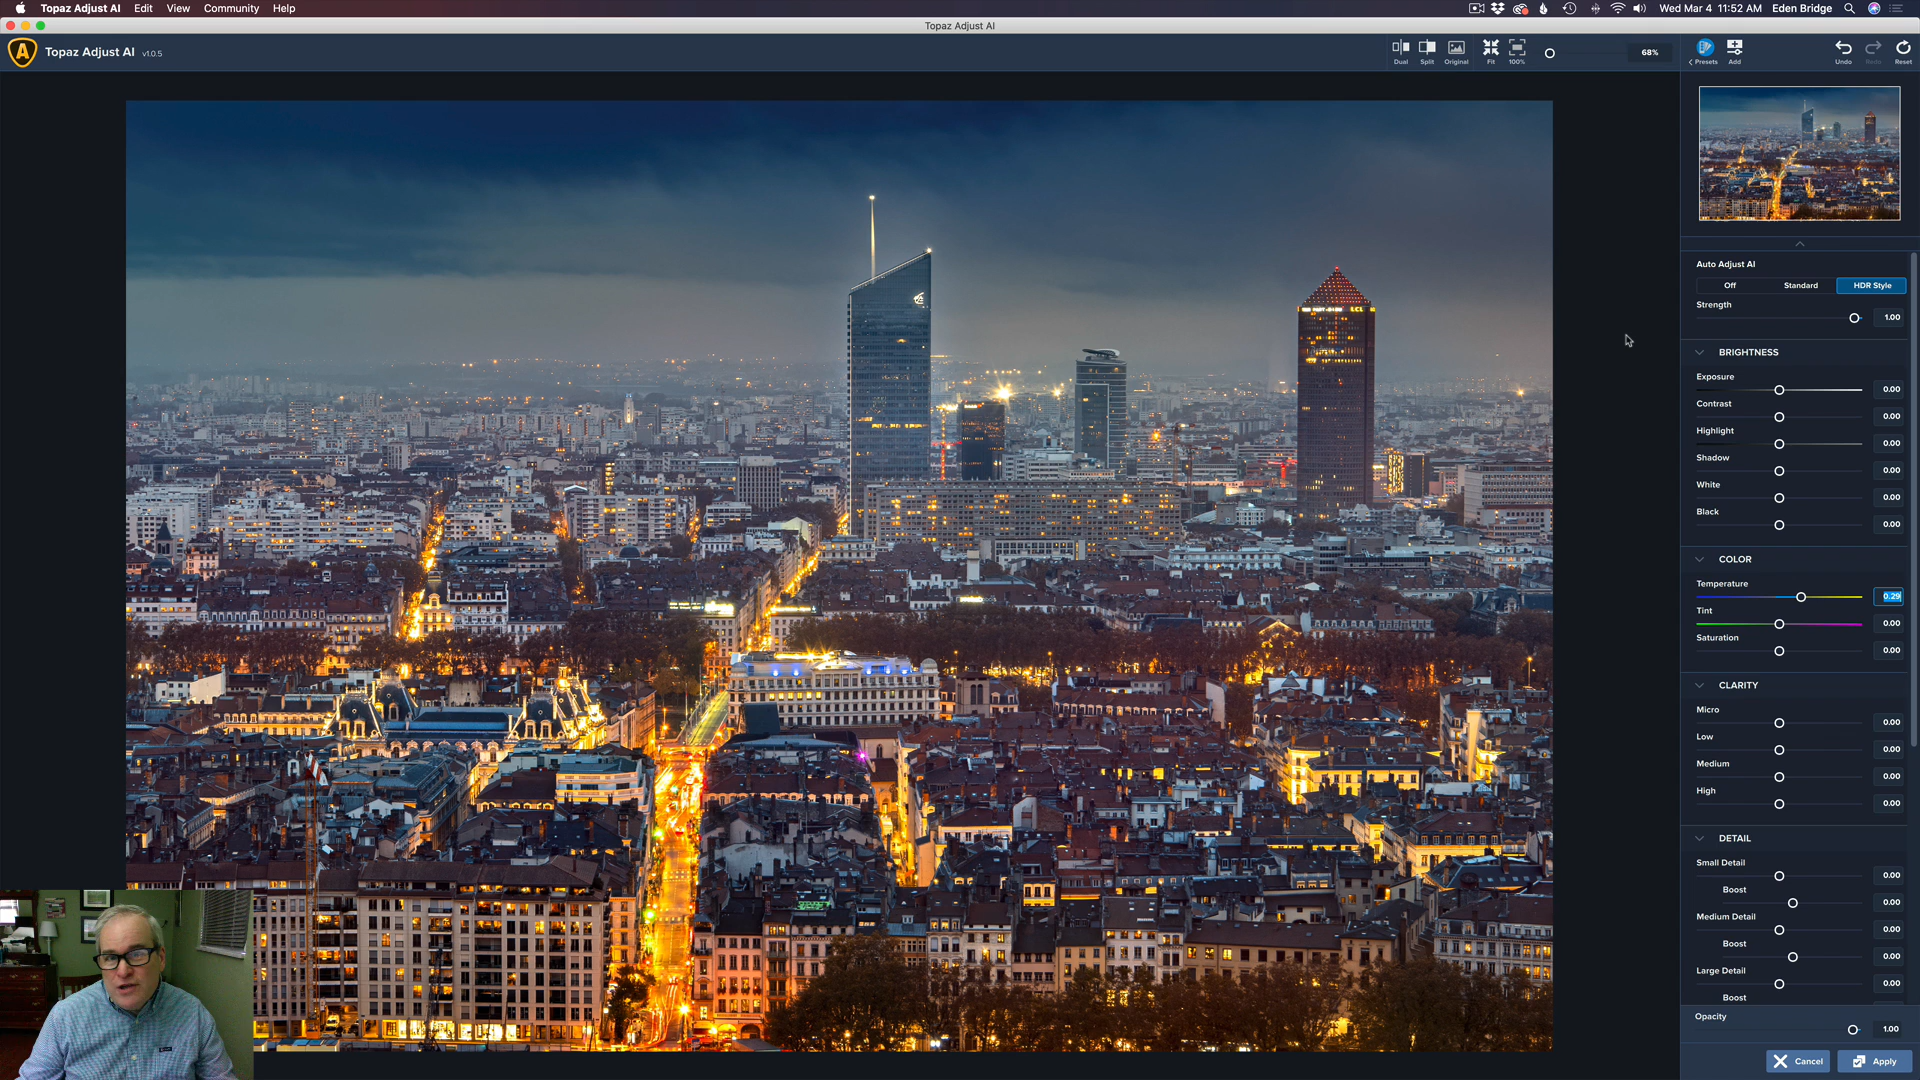 Topaz Adjust AI Edit View Community Help Wed Mar 4 11:52 AM Eden Bridge
Topaz Adjust AI
Topaz Adjust AI v1.0.5
Dual Split Original Fit 100% 68% Presets Add Undo Redo Reset
Auto Adjust AI
Off Standard HDR Style
Strength
1.00
BRIGHTNESS
Exposure
0.00
Contrast
0.00
Highlight
0.00
Shadow
0.00
White
0.00
Black
0.00
COLOR
Temperature
0.29
Tint
0.00
Saturation
0.00
CLARITY
Micro
0.00
Low
0.00
Medium
0.00
High
0.00
DETAIL
Small Detail
0.00
Boost
0.00
Medium Detail
0.00
Boost
0.00
Large Detail
0.00
Boost
Opacity
1.00
Cancel Apply
LCL